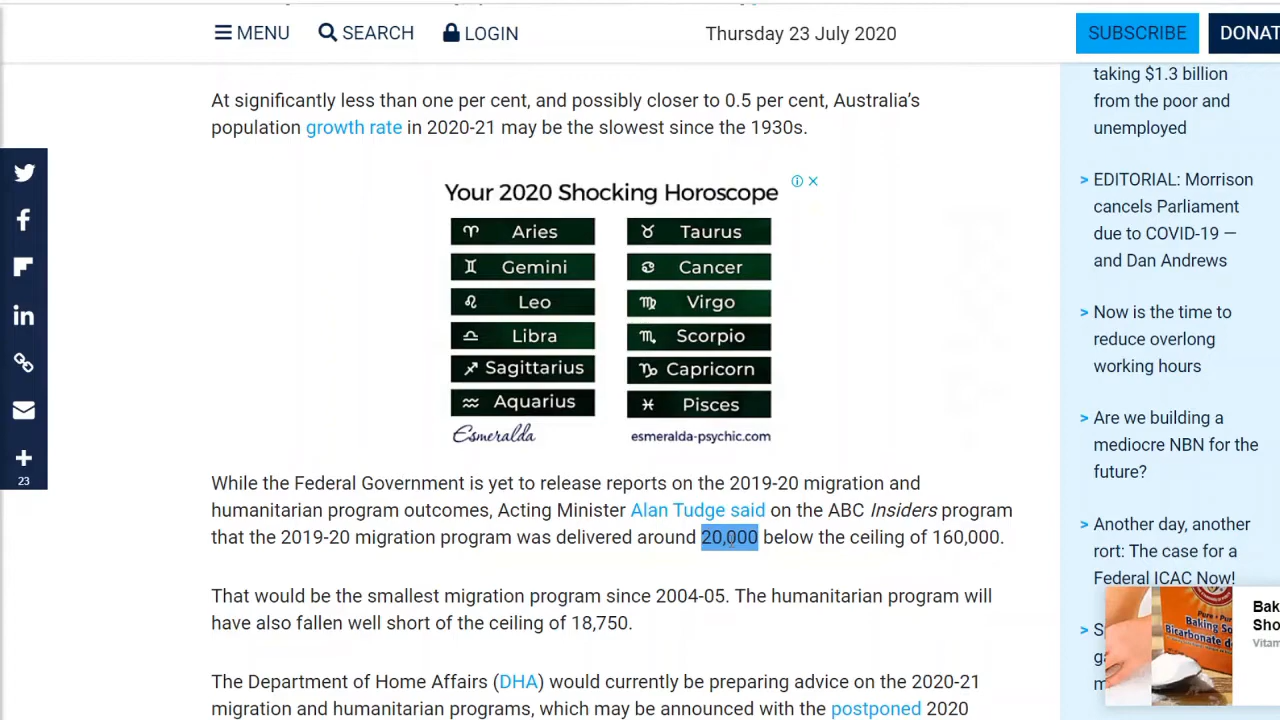 MENU SEARCH LOGIN Thursday 23 July 2020 SUBSCRIBE DONAT
At significantly less than one per cent, and possibly closer to 0.5 per cent, Australia’s
population growth rate in 2020-21 may be the slowest since the 1930s.
Your 2020 Shocking Horoscope
Aries Taurus
Gemini Cancer
Leo Virgo
Libra Scorpio
Sagittarius Capricorn
Aquarius Pisces
Esmeralda esmeralda-psychic.com
While the Federal Government is yet to release reports on the 2019-20 migration and
humanitarian program outcomes, Acting Minister Alan Tudge said on the ABC Insiders program
that the 2019-20 migration program was delivered around 20,000 below the ceiling of 160,000.
That would be the smallest migration program since 2004-05. The humanitarian program will
have also fallen well short of the ceiling of 18,750.
The Department of Home Affairs (DHA) would currently be preparing advice on the 2020-21
migration and humanitarian programs, which may be announced with the postponed 2020
23
taking $1.3 billion
from the poor and
unemployed
> EDITORIAL: Morrison
cancels Parliament
due to COVID-19 —
and Dan Andrews
> Now is the time to
reduce overlong
working hours
> Are we building a
mediocre NBN for the
future?
> Another day, another
rort: The case for a
Federal ICAC Now!
>
Pure
Baking So
Bicarbonate
Bak
Sho
Vitam